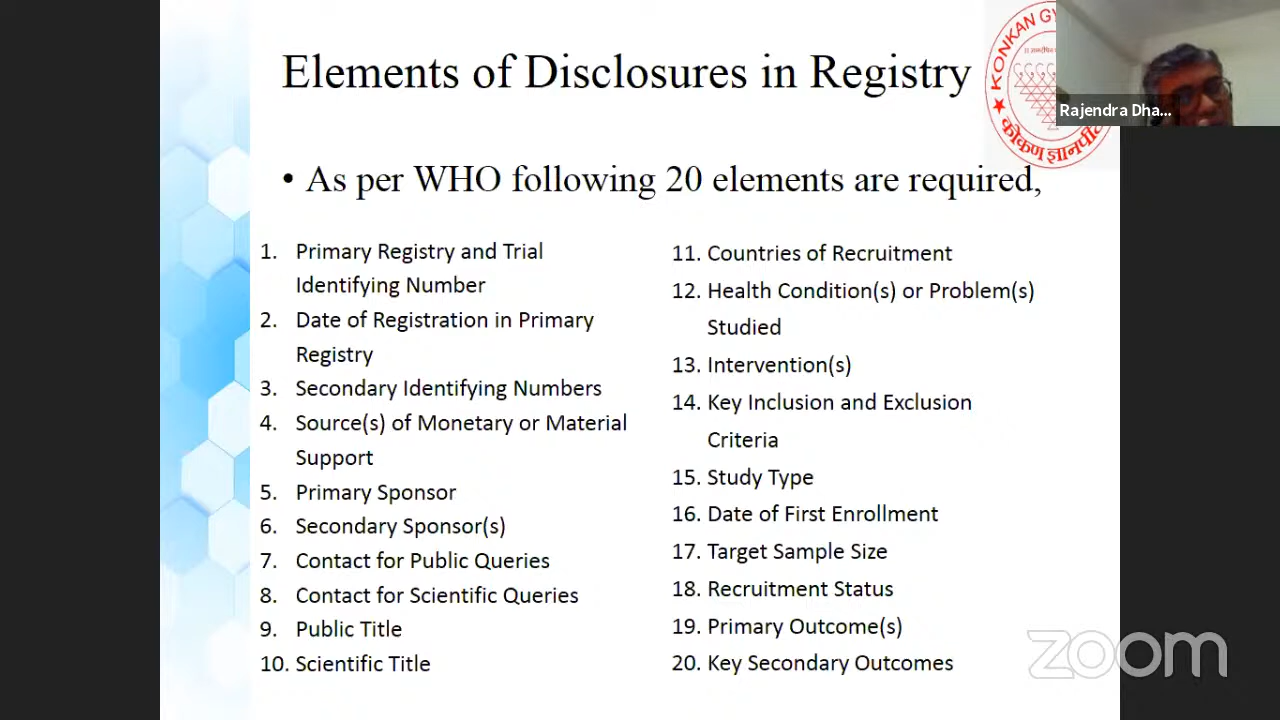 Elements of Disclosures in Registry
KONKAN GY
Rajendra Dha...
कोकण ज्ञानपीठ
• As per WHO following 20 elements are required,
1. Primary Registry and Trial
Identifying Number
2. Date of Registration in Primary
Registry
3. Secondary Identifying Numbers
4. Source(s) of Monetary or Material
Support
5. Primary Sponsor
6. Secondary Sponsor(s)
7. Contact for Public Queries
8. Contact for Scientific Queries
9. Public Title
10. Scientific Title
11. Countries of Recruitment
12. Health Condition(s) or Problem(s)
Studied
13. Intervention(s)
14. Key Inclusion and Exclusion
Criteria
15. Study Type
16. Date of First Enrollment
17. Target Sample Size
18. Recruitment Status
19. Primary Outcome(s)
20. Key Secondary Outcomes
zoom